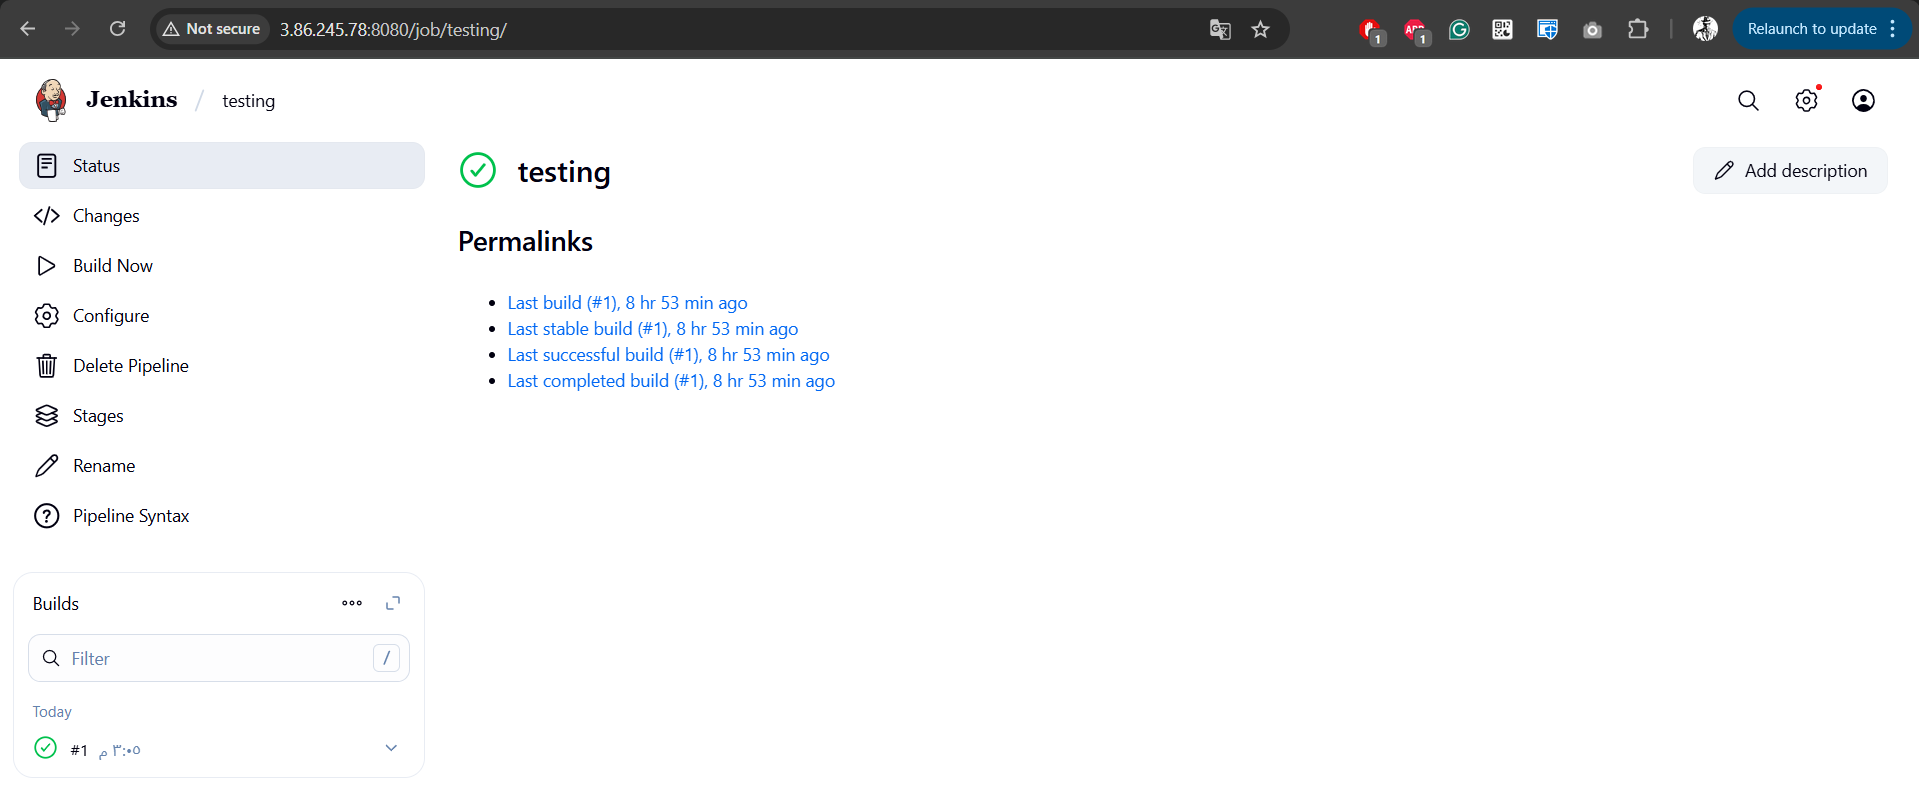 Not secure 3.86.245.78:8080/job/testing/
1
ABP 1
Relaunch to update
Jenkins / testing
Status
Changes
Build Now
Configure
Delete Pipeline
Stages
Rename
Pipeline Syntax
Builds
Filter /
Today
#1 ٣:٠٥ م
testing
Add description
Permalinks
Last build (#1), 8 hr 53 min ago
Last stable build (#1), 8 hr 53 min ago
Last successful build (#1), 8 hr 53 min ago
Last completed build (#1), 8 hr 53 min ago